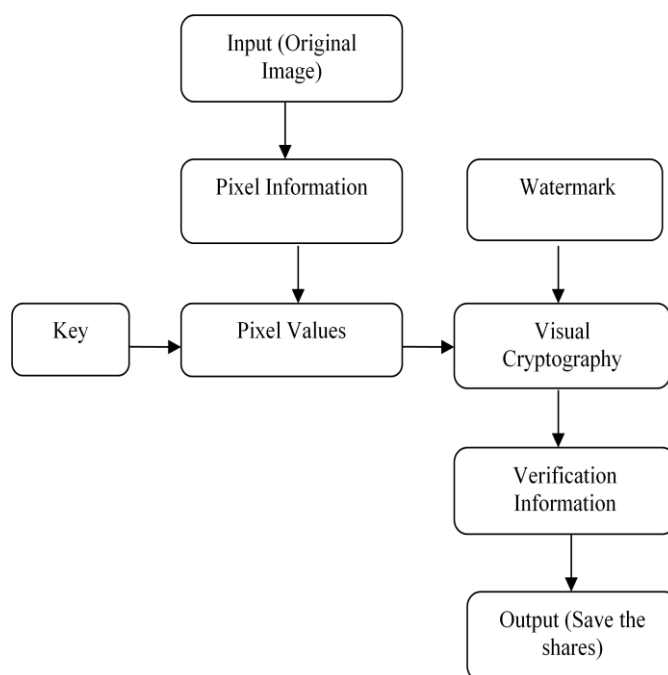 Input (Original
Image)
Pixel Information
Watermark
Key
Pixel Values
Visual
Cryptography
Verification
Information
Output (Save the
shares)